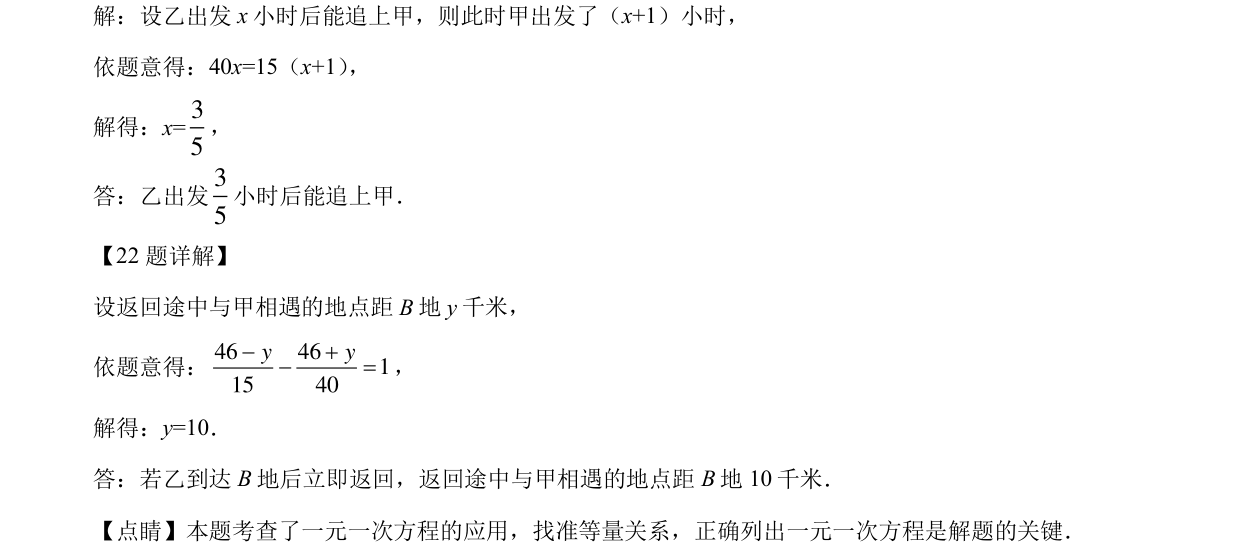 解：设乙出发 x 小时后能追上甲，则此时甲出发了（x+1）小时，
依题意得：40x=15（x+1），
解得：x=3/5，
答：乙出发3/5小时后能追上甲．
【22 题详解】
设返回途中与甲相遇的地点距 B 地 y 千米，
依题意得：(46－y)/15－(46＋y)/40＝1，
解得：y=10．
答：若乙到达 B 地后立即返回，返回途中与甲相遇的地点距 B 地 10 千米．
【点睛】本题考查了一元一次方程的应用，找准等量关系，正确列出一元一次方程是解题的关键．